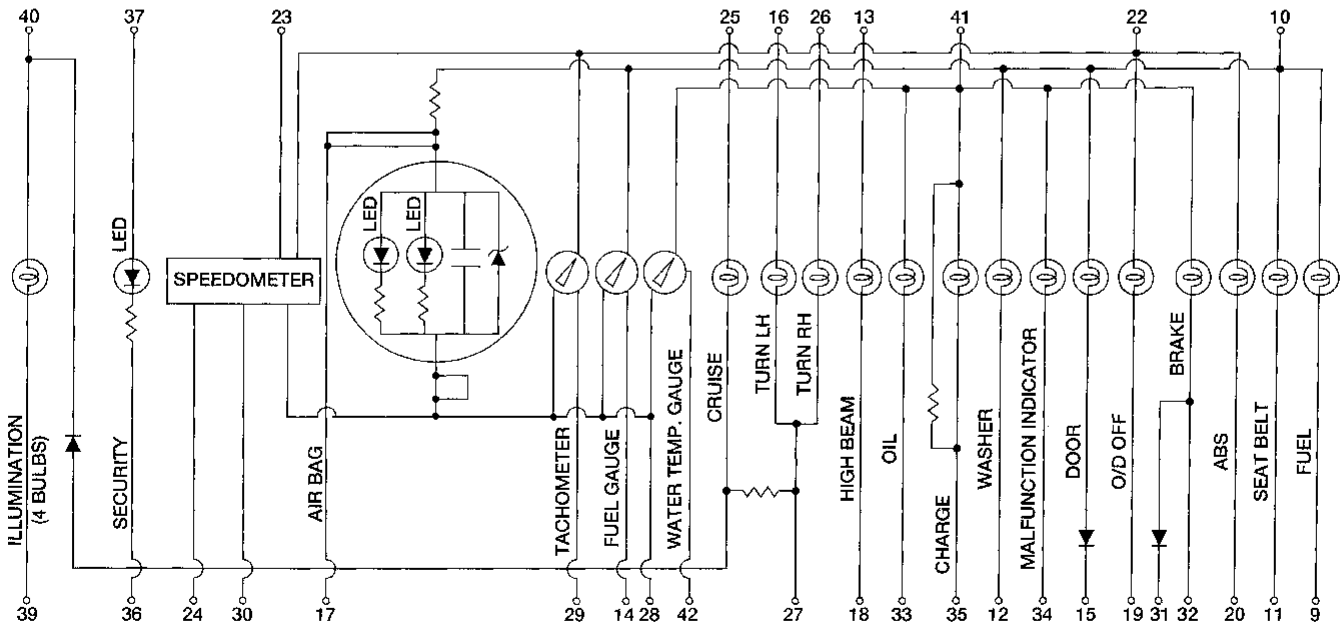 40 37 23 25 16 26 13 41 22 10
LED
LED
LED
SPEEDOMETER
ILLUMINATION
(4 BULBS)
SECURITY
AIR BAG
TACHOMETER
FUEL GAUGE
WATER TEMP. GAUGE
CRUISE
TURN LH
TURN RH
HIGH BEAM
OIL
CHARGE
WASHER
MALFUNCTION INDICATOR
DOOR
O/D OFF
BRAKE
ABS
SEAT BELT
FUEL
39 36 24 30 17 29 14 28 42 27 18 33 35 12 34 15 19 31 32 20 11 9